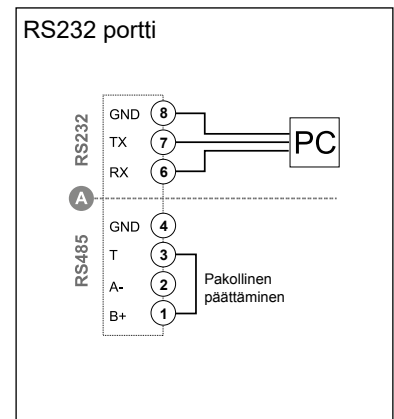 RS232 portti
RS232
GND 8
TX 7
RX 6
PC
A
RS485
GND 4
T 3
A- 2
B+ 1
Pakollinen
päättäminen